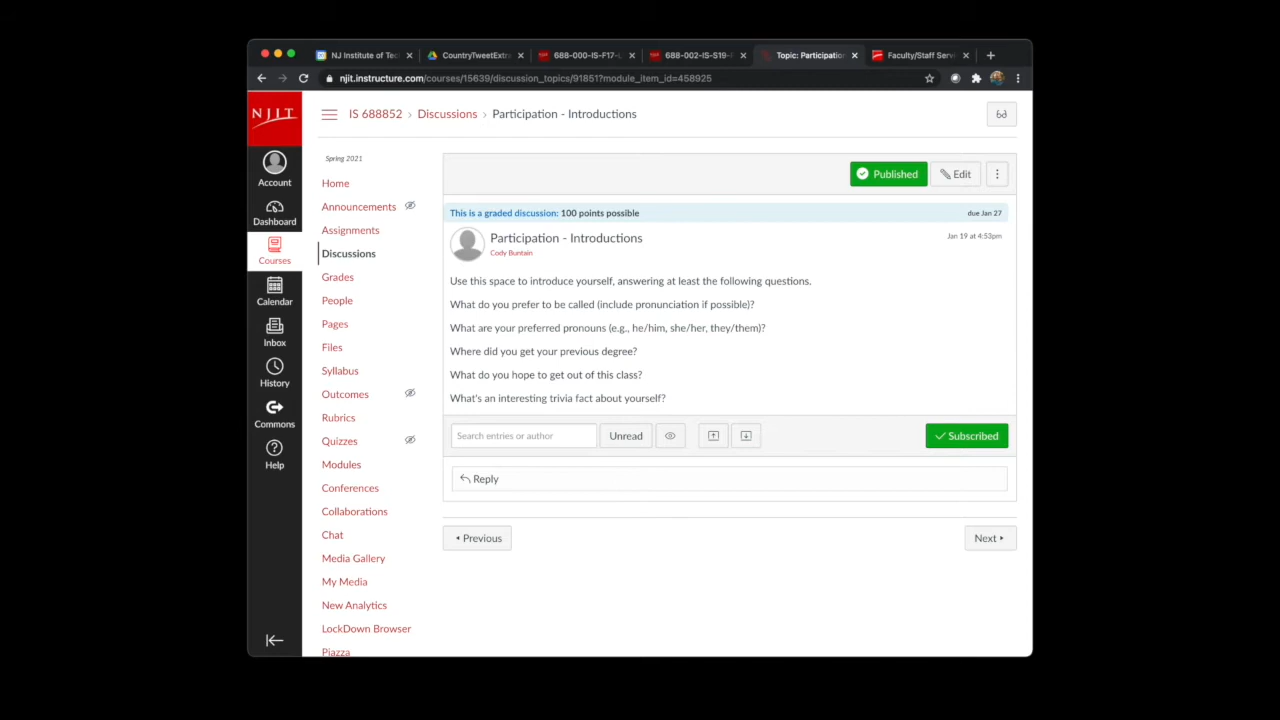 NJ Institute of Tec
CountryTweetExtr
688-000-IS-F17-L
688-002-IS-S19-
Topic: Participation
Faculty/Staff Serv
njit.instructure.com/courses/15639/discussion_topics/91851?module_item_id=458925
NJIT
IS 688852 › Discussions › Participation - Introductions
Account
Dashboard
Courses
Calendar
Inbox
History
Commons
Help
Spring 2021
Home
Announcements
Assignments
Discussions
Grades
People
Pages
Files
Syllabus
Outcomes
Rubrics
Quizzes
Modules
Conferences
Collaborations
Chat
Media Gallery
My Media
New Analytics
LockDown Browser
Piazza
Published
Edit
This is a graded discussion: 100 points possible
due Jan 27
Participation - Introductions
Cody Buntain
Jan 19 at 4:53pm
Use this space to introduce yourself, answering at least the following questions.
What do you prefer to be called (include pronunciation if possible)?
What are your preferred pronouns (e.g., he/him, she/her, they/them)?
Where did you get your previous degree?
What do you hope to get out of this class?
What's an interesting trivia fact about yourself?
Search entries or author
Unread
Subscribed
Reply
Previous
Next